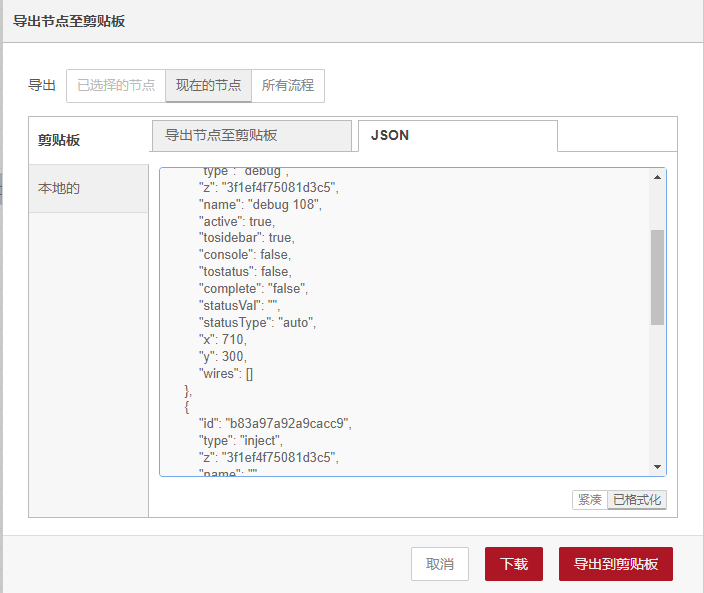 导出节点至剪贴板
导出 已选择的节点 现在的节点 所有流程
剪贴板
本地的
导出节点至剪贴板 JSON
"type": "debug",
"z": "3f1ef4f75081d3c5",
"name": "debug 108",
"active": true,
"tosidebar": true,
"console": false,
"tostatus": false,
"complete": "false",
"statusVal": "",
"statusType": "auto",
"x": 710,
"y": 300,
"wires": []
},
{
"id": "b83a97a92a9cacc9",
"type": "inject",
"z": "3f1ef4f75081d3c5",
"name": ""
紧凑 已格式化
取消 下载 导出到剪贴板